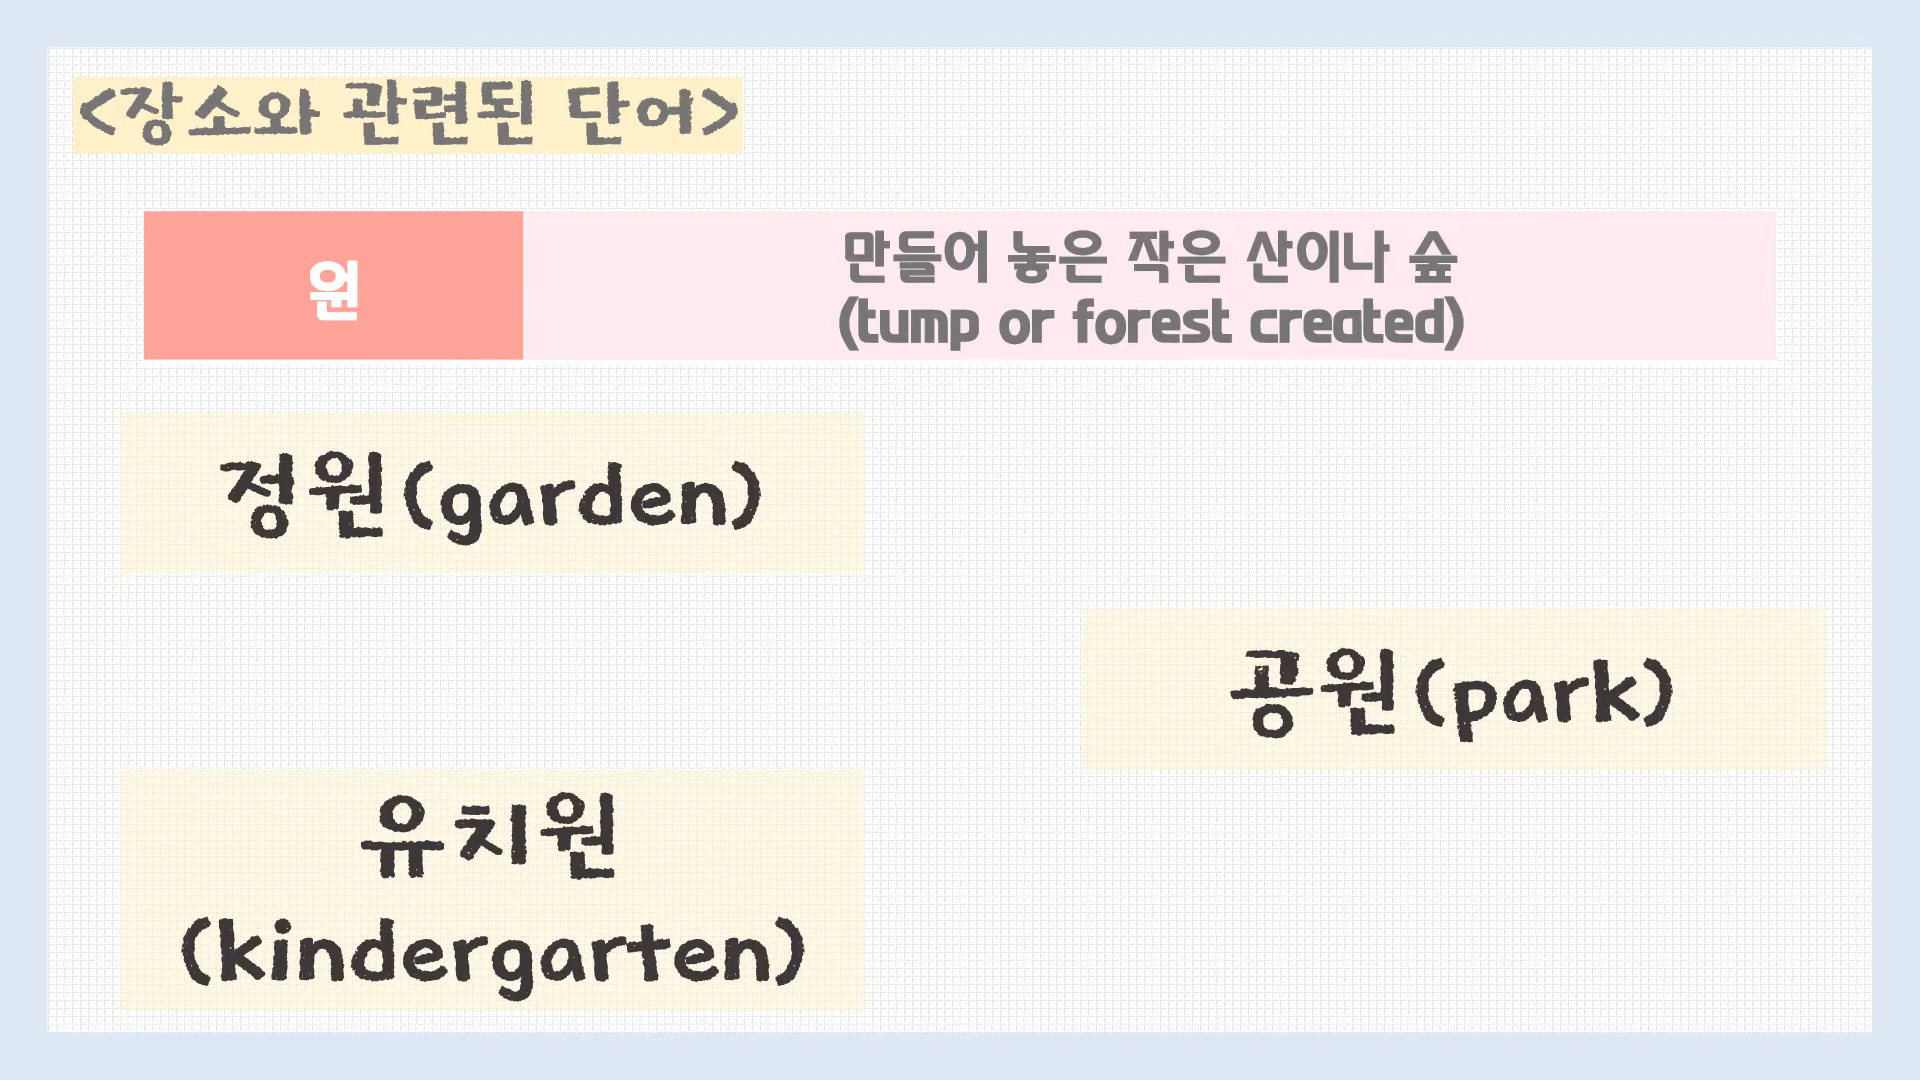 <장소와 관련된 단어>
원
만들어 놓은 작은 산이나 숲
(tump or forest created)
정원(garden)
공원(park)
유치원
(kindergarten)